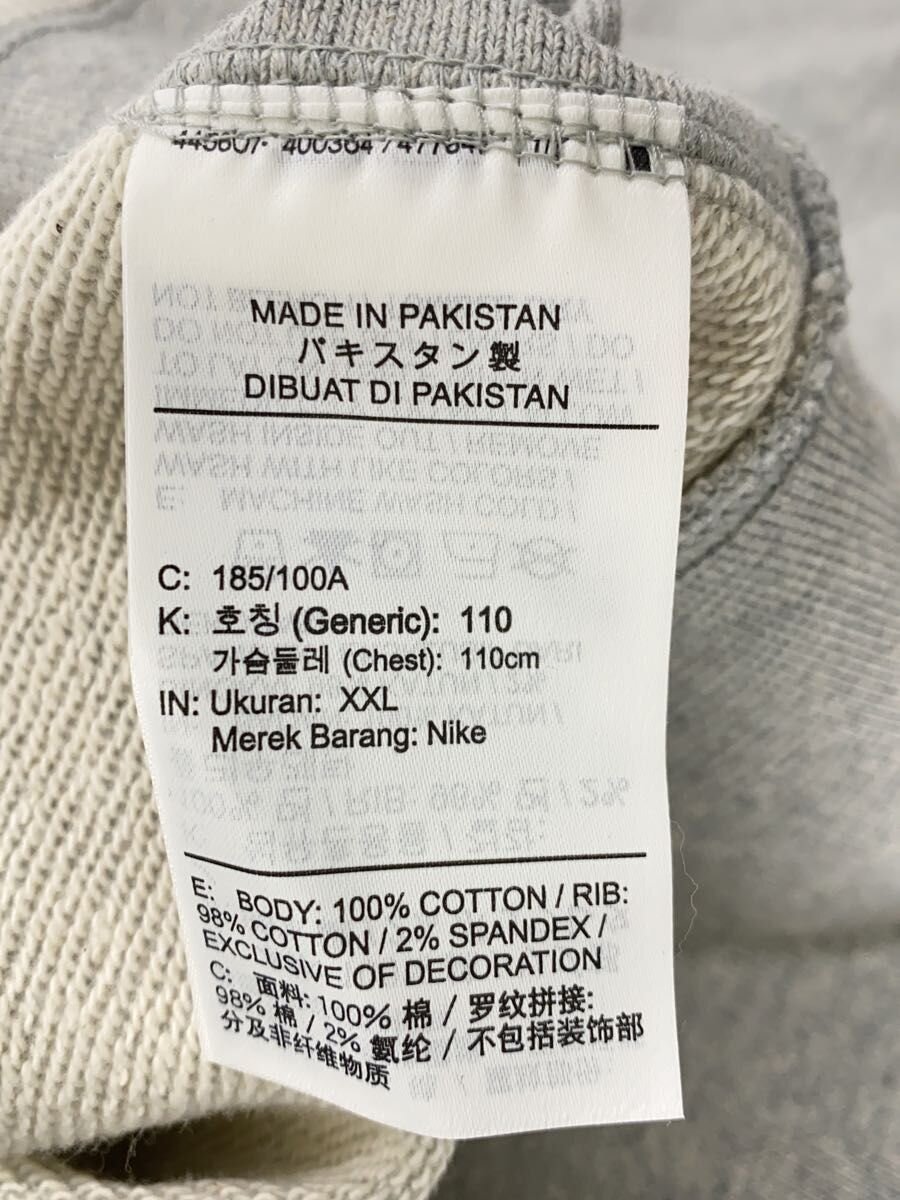 MADE IN PAKISTAN
パキスタン製
DIBUAT DI PAKISTAN
C: 185/100A
K: 호칭 (Generic): 110
가슴둘레 (Chest): 110cm
IN: Ukuran: XXL
Merek Barang: Nike
E: BODY: 100% COTTON / RIB:
98% COTTON / 2% SPANDEX /
EXCLUSIVE OF DECORATION
C: 面料: 100% 棉 / 罗纹拼接:
98% 棉 / 2% 氨纶 / 不包括装饰部
分及非纤维物质